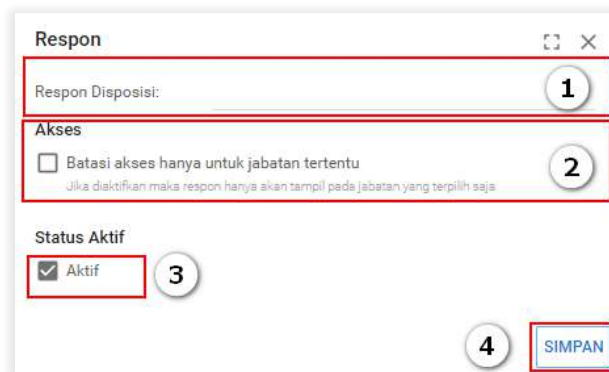 Respon
Respon Disposisi:
1
Akses
Batasi akses hanya untuk jabatan tertentu
2
Jika diaktifkan maka respon hanya akan tampil pada jabatan yang terpilih saja
Status Aktif
Aktif
3
4
SIMPAN